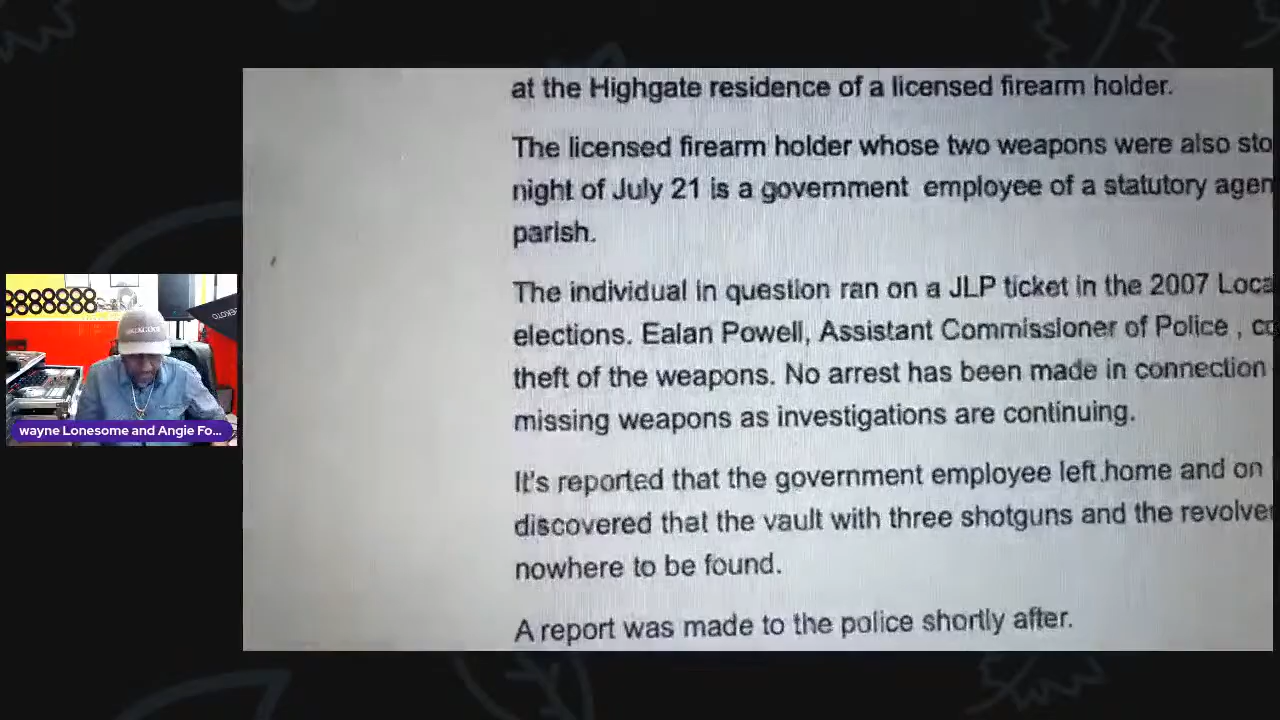 at the Highgate residence of a licensed firearm holder.
The licensed firearm holder whose two weapons were also sto
night of July 21 is a government employee of a statutory agen
parish.
The individual in question ran on a JLP ticket in the 2007 Loca
elections. Ealan Powell, Assistant Commissioner of Police , co
theft of the weapons. No arrest has been made in connection
missing weapons as investigations are continuing.
It's reported that the government employee left home and on
discovered that the vault with three shotguns and the revolver
nowhere to be found.
A report was made to the police shortly after.
wayne Lonesome and Angie Fo...